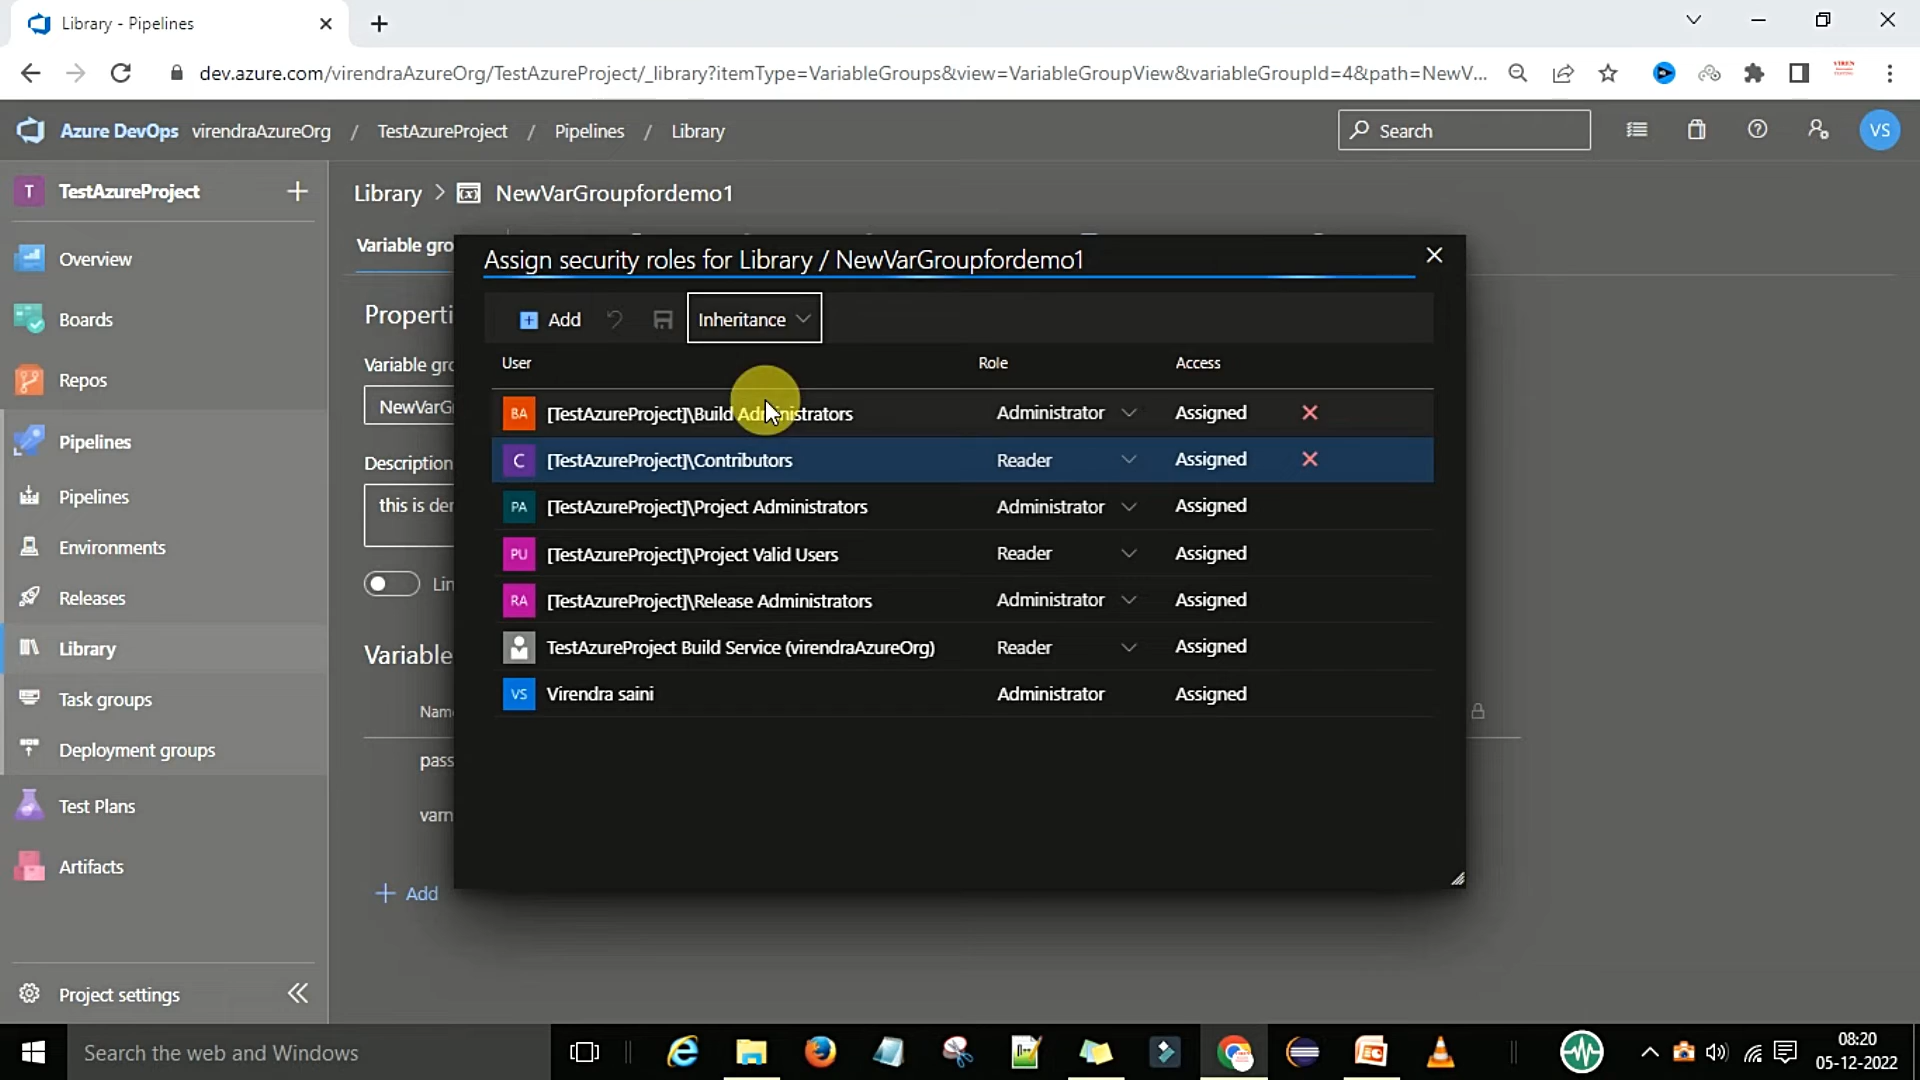 Library - Pipelines
dev.azure.com/virendraAzureOrg/TestAzureProject/_library?itemType=VariableGroups&view=VariableGroupView&variableGroupId=4&path=NewV...
Azure DevOps virendraAzureOrg / TestAzureProject / Pipelines / Library
Search
VS
T TestAzureProject
Overview
Boards
Repos
Pipelines
Pipelines
Environments
Releases
Library
Task groups
Deployment groups
Test Plans
Artifacts
Project settings
Library > NewVarGroupfordemo1
Variable gro
Properti
Variable gro
NewVarG
Description
this is der
Lin
Variable
Nam
pass
varn
+ Add
Assign security roles for Library / NewVarGroupfordemo1
Add
Inheritance
User Role Access
BA [TestAzureProject]\Build Administrators Administrator Assigned
C [TestAzureProject]\Contributors Reader Assigned
PA [TestAzureProject]\Project Administrators Administrator Assigned
PU [TestAzureProject]\Project Valid Users Reader Assigned
RA [TestAzureProject]\Release Administrators Administrator Assigned
TestAzureProject Build Service (virendraAzureOrg) Reader Assigned
VS Virendra saini Administrator Assigned
Search the web and Windows
08:20
05-12-2022